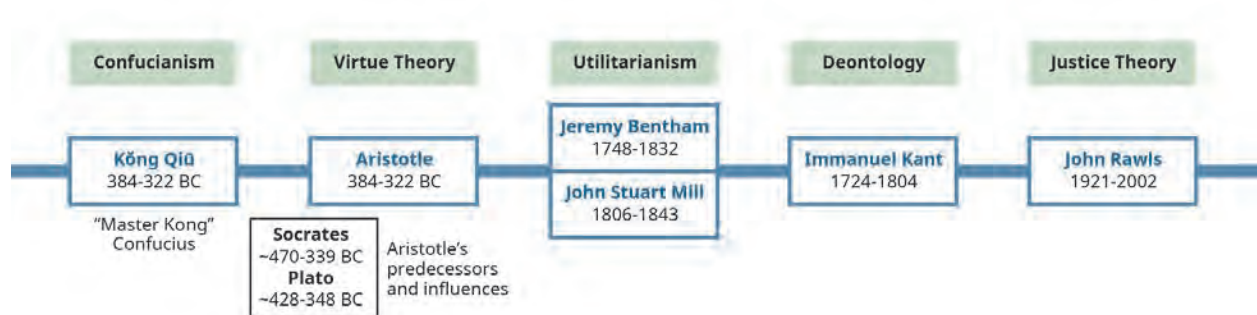 Confucianism
Virtue Theory
Utilitarianism
Deontology
Justice Theory
Kǒng Qiū
384-322 BC
"Master Kong"
Confucius
Aristotle
384-322 BC
Socrates
~470-339 BC
Plato
~428-348 BC
Aristotle's
predecessors
and influences
Jeremy Bentham
1748-1832
John Stuart Mill
1806-1843
Immanuel Kant
1724-1804
John Rawls
1921-2002